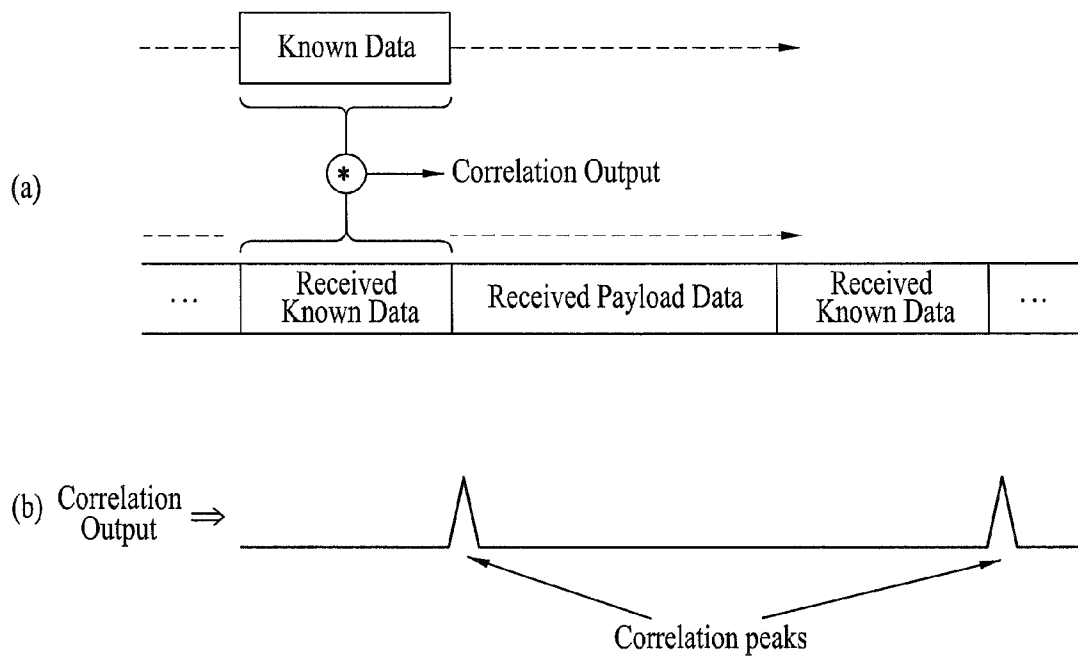 Known Data
*
Correlation Output
(a)
...
Received
Known Data
Received Payload Data
Received
Known Data
...
(b) Correlation
Output ⇒
Correlation peaks